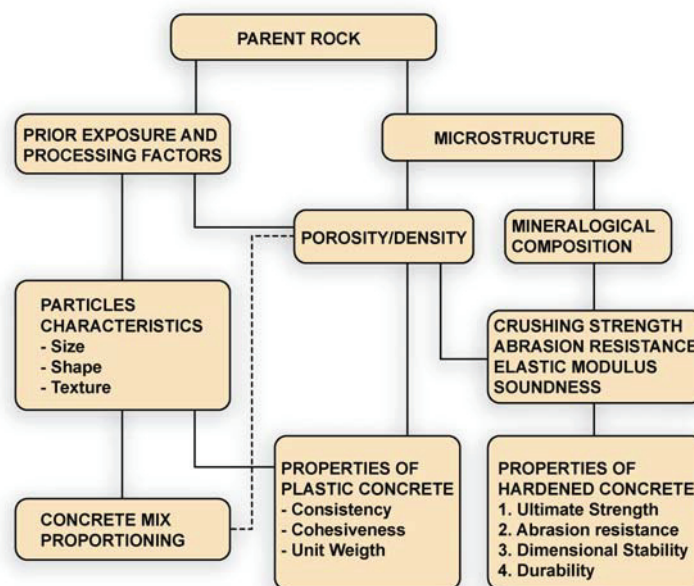 PARENT ROCK
PRIOR EXPOSURE AND
PROCESSING FACTORS
MICROSTRUCTURE
POROSITY/DENSITY
MINERALOGICAL
COMPOSITION
PARTICLES
CHARACTERISTICS
- Size
- Shape
- Texture
CRUSHING STRENGTH
ABRASION RESISTANCE
ELASTIC MODULUS
SOUNDNESS
CONCRETE MIX
PROPORTIONING
PROPERTIES OF
PLASTIC CONCRETE
- Consistency
- Cohesiveness
- Unit Weigth
PROPERTIES OF
HARDENED CONCRETE
1. Ultimate Strength
2. Abrasion resistance
3. Dimensional Stability
4. Durability